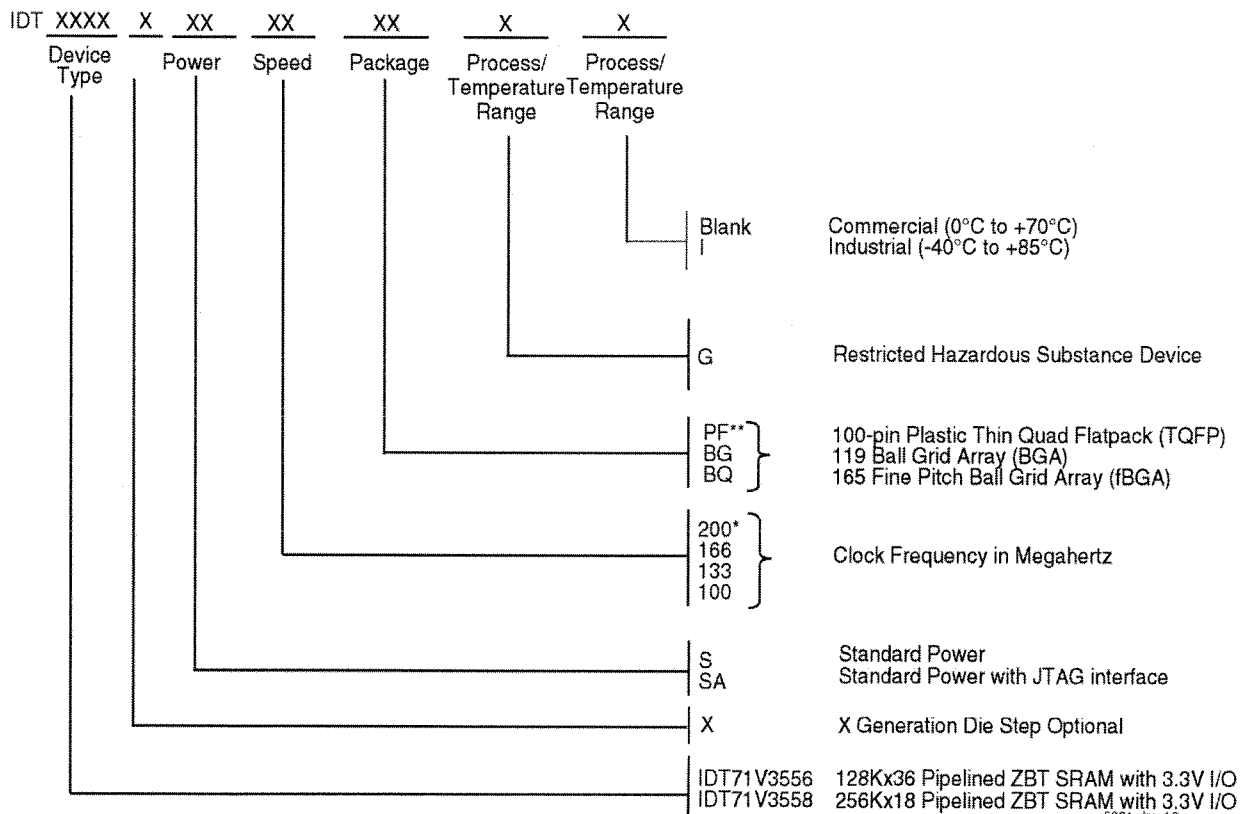 IDT XXXX X XX XX XX X X
Device Type
Power
Speed
Package
Process/ Temperature Range
Process/ Temperature Range
Blank Commercial (0°C to +70°C)
I Industrial (-40°C to +85°C)
G Restricted Hazardous Substance Device
PF** 100-pin Plastic Thin Quad Flatpack (TQFP)
BG 119 Ball Grid Array (BGA)
BQ 165 Fine Pitch Ball Grid Array (fBGA)
200*
166
133
100
Clock Frequency in Megahertz
S Standard Power
SA Standard Power with JTAG interface
X X Generation Die Step Optional
IDT71V3556 128Kx36 Pipelined ZBT SRAM with 3.3V I/O
IDT71V3558 256Kx18 Pipelined ZBT SRAM with 3.3V I/O